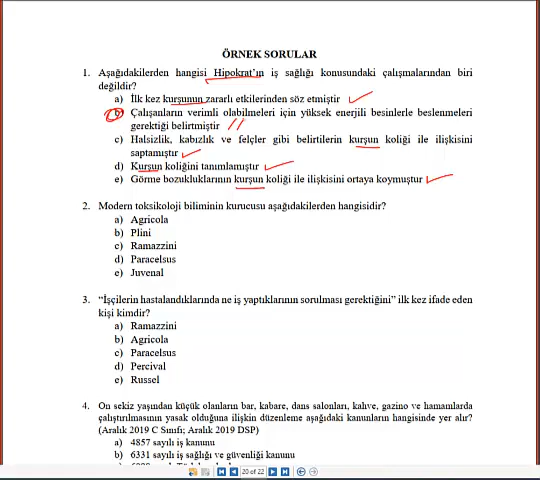 ÖRNEK SORULAR
1. Aşağıdakilerden hangisi Hipokrat'ın iş sağlığı konusundaki çalışmalarından biri
değildir?
a) İlk kez kurşunun zararlı etkilerinden söz etmiştir
b) Çalışanların verimli olabilmeleri için yüksek enerjili besinlerle beslenmeleri
gerektiği belirtmiştir
c) Halsizlik, kabızlık ve felçler gibi belirtilerin kurşun koliği ile ilişkisini
saptamıştır
d) Kurşun koliğini tanımlamıştır
e) Görme bozukluklarının kurşun koliği ile ilişkisini ortaya koymuştur
2. Modern toksikoloji biliminin kurucusu aşağıdakilerden hangisidir?
a) Agricola
b) Plini
c) Ramazzini
d) Paracelsus
e) Juvenal
3. "İşçilerin hastalandıklarında ne iş yaptıklarının sorulması gerektiğini" ilk kez ifade eden
kişi kimdir?
a) Ramazzini
b) Agricola
c) Paracelsus
d) Percival
e) Russel
4. On sekiz yaşından küçük olanların bar, kabare, dans salonları, kahve, gazino ve hamamlarda
çalıştırılmasının yasak olduğuna ilişkin düzenleme aşağıdaki kanunların hangisinde yer alır?
(Aralık 2019 C Sınıfı; Aralık 2019 DSP)
a) 4857 sayılı iş kanunu
b) 6331 sayılı iş sağlığı ve güvenliği kanunu
20 of 22